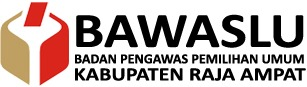 BAWASLU
BADAN PENGAWAS PEMILIHAN UMUM
KABUPATEN RAJA AMPAT